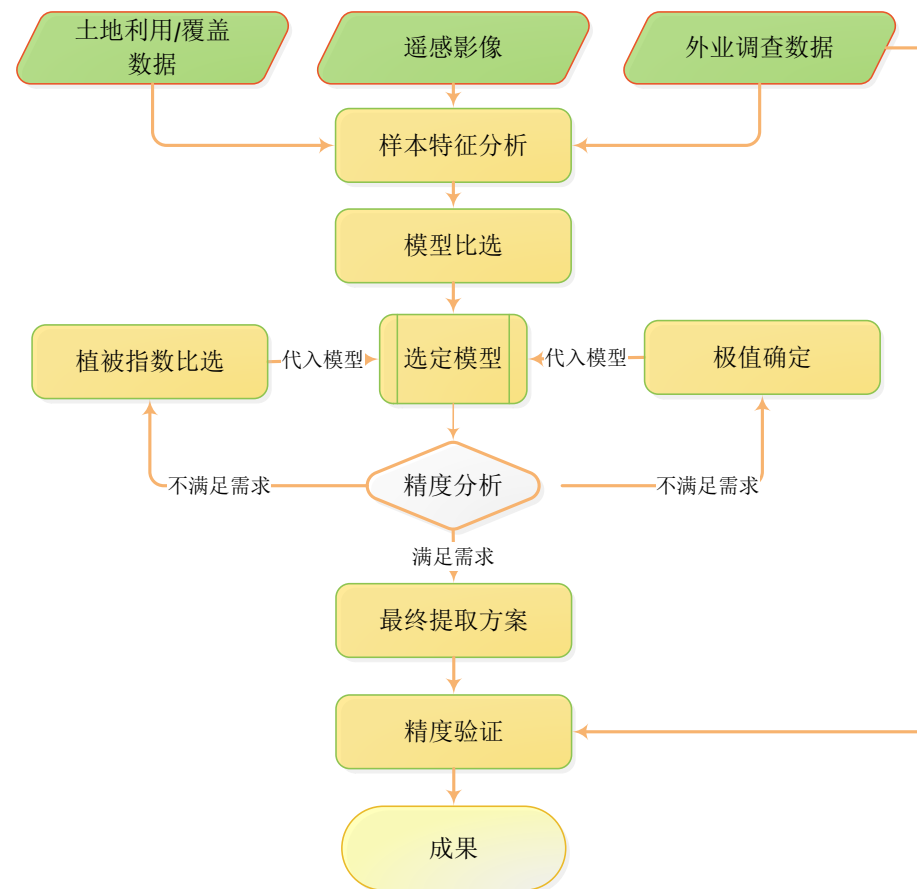 土地利用/覆盖
数据
遥感影像
外业调查数据
样本特征分析
模型比选
植被指数比选
代入模型
选定模型
代入模型
极值确定
不满足需求
精度分析
不满足需求
满足需求
最终提取方案
精度验证
成果